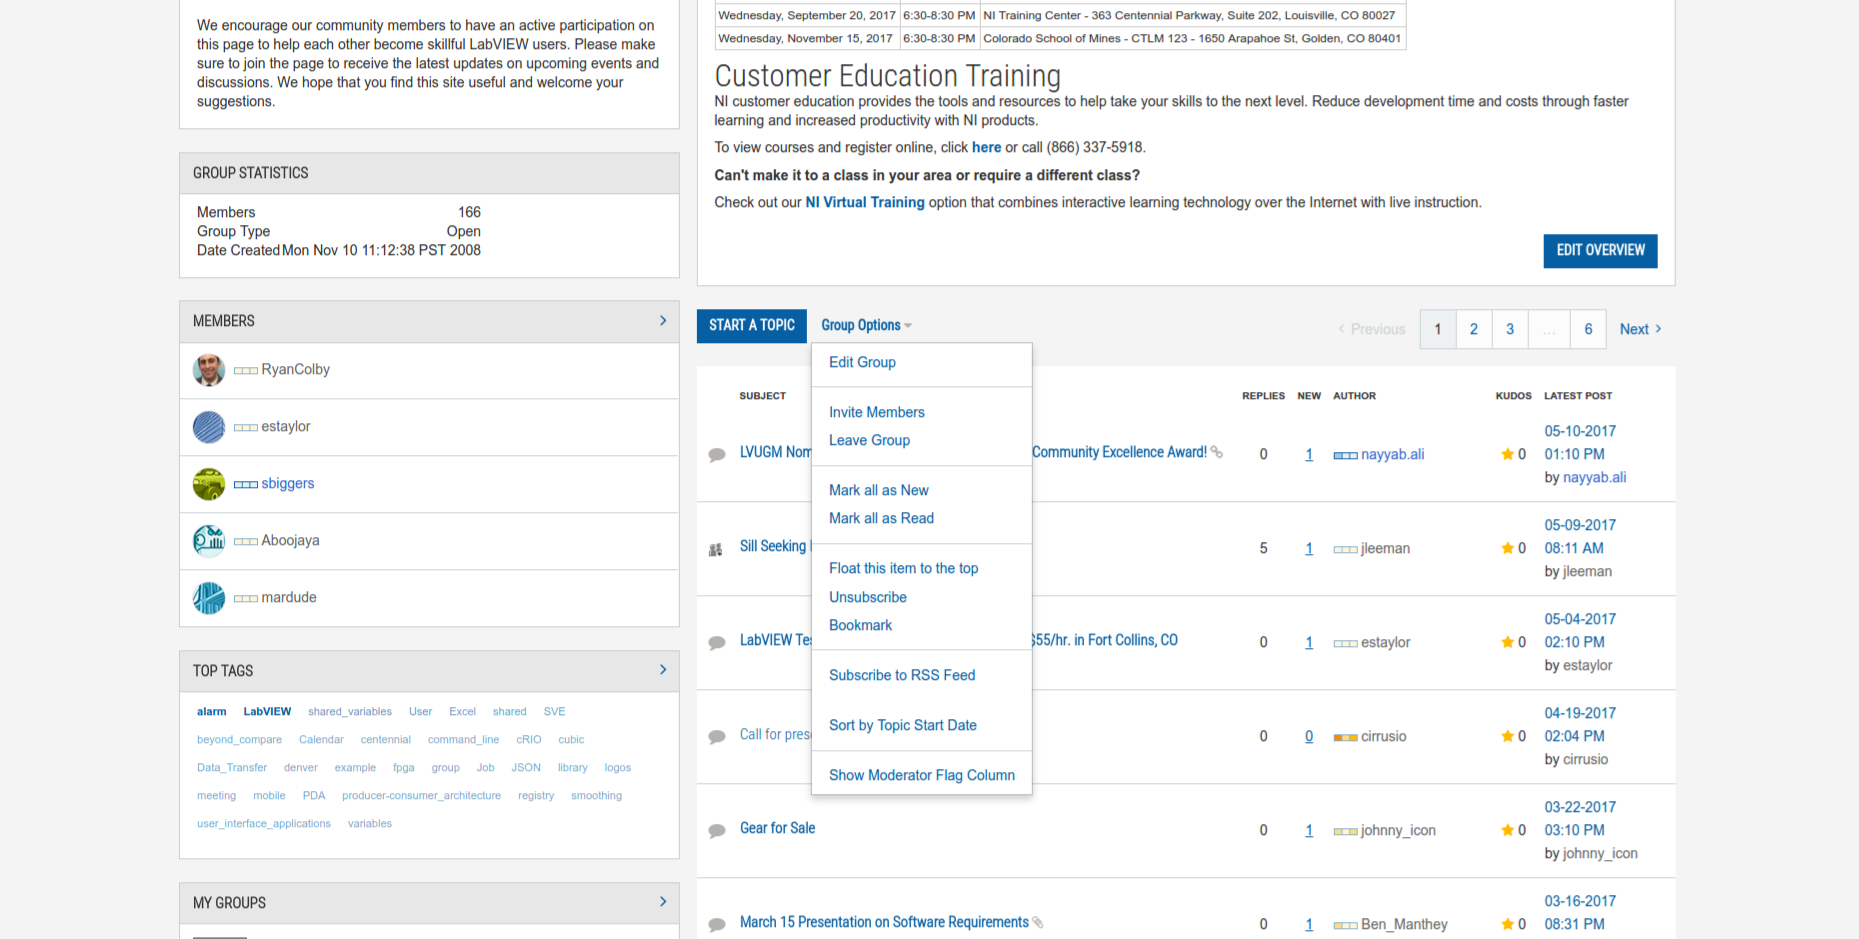 We encourage our community members to have an active participation on
this page to help each other become skillful LabVIEW users. Please make
sure to join the page to receive the latest updates on upcoming events and
discussions. We hope that you find this site useful and welcome your
suggestions.
GROUP STATISTICS
Members 166
Group Type Open
Date Created Mon Nov 10 11:12:38 PST 2008
MEMBERS
RyanColby
estaylor
sbiggers
Aboojaya
mardude
TOP TAGS
alarm LabVIEW shared_variables User Excel shared SVE
beyond_compare Calendar centennial command_line cRIO cubic
Data_Transfer denver example fpga group Job JSON library logos
meeting mobile PDA producer-consumer_architecture registry smoothing
user_interface_applications variables
MY GROUPS
Wednesday, September 20, 2017 6:30-8:30 PM NI Training Center - 363 Centennial Parkway, Suite 202, Louisville, CO 80027
Wednesday, November 15, 2017 6:30-8:30 PM Colorado School of Mines - CTLM 123 - 1650 Arapahoe St, Golden, CO 80401
Customer Education Training
NI customer education provides the tools and resources to help take your skills to the next level. Reduce development time and costs through faster
learning and increased productivity with NI products.
To view courses and register online, click here or call (866) 337-5918.
Can't make it to a class in your area or require a different class?
Check out our NI Virtual Training option that combines interactive learning technology over the Internet with live instruction.
EDIT OVERVIEW
START A TOPIC Group Options
Previous 1 2 3 ... 6 Next
Edit Group
Invite Members
Leave Group
Mark all as New
Mark all as Read
Float this item to the top
Unsubscribe
Bookmark
Subscribe to RSS Feed
Sort by Topic Start Date
Show Moderator Flag Column
SUBJECT REPLIES NEW AUTHOR KUDOS LATEST POST
LVUGM Nom Community Excellence Award! 0 1 nayyab.ali 0 05-10-2017
01:10 PM
by nayyab.ali
Sill Seeking 5 1 jleeman 0 05-09-2017
08:11 AM
by jleeman
LabVIEW Te $55/hr. in Fort Collins, CO 0 1 estaylor 0 05-04-2017
02:10 PM
by estaylor
Call for pres 0 0 cirrusio 0 04-19-2017
02:04 PM
by cirrusio
Gear for Sale 0 1 johnny_icon 0 03-22-2017
03:10 PM
by johnny_icon
March 15 Presentation on Software Requirements 0 1 Ben_Manthey 0 03-16-2017
08:31 PM